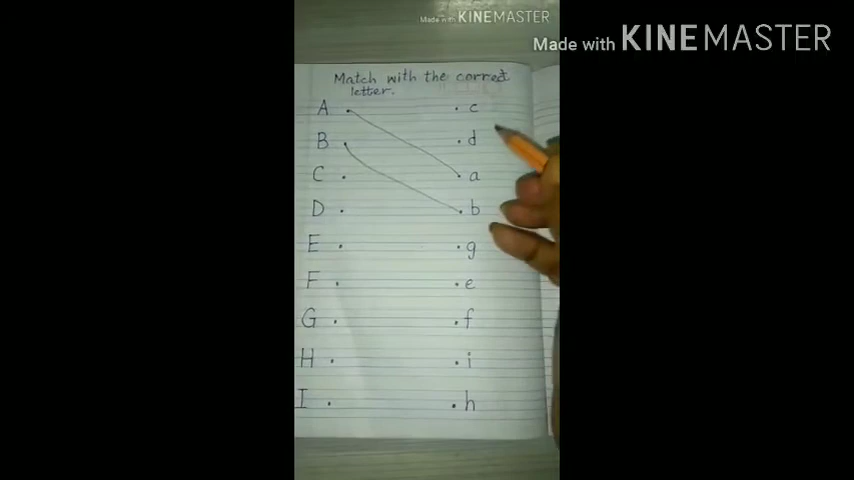 Made with KINEMASTER
Made with KINEMASTER
Match with the correct
letter.
A c
B d
C a
D b
E g
F e
G f
H i
I h